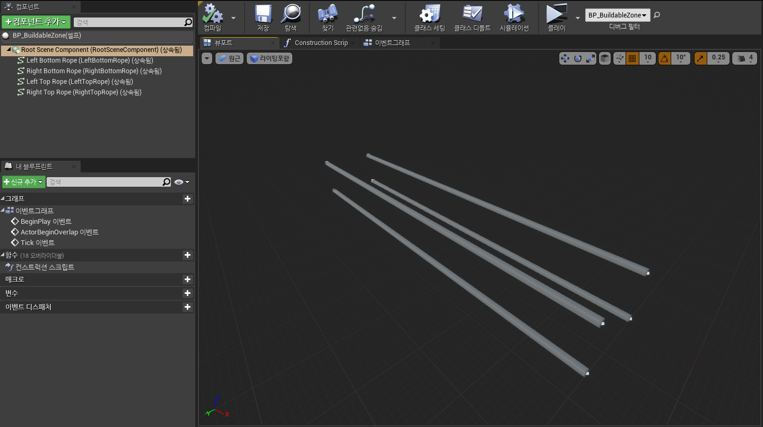 컴포넌트
+컴포넌트 추가
검색
BP_BuildableZone(셀프)
Root Scene Component (RootSceneComponent) (상속됨)
Left Bottom Rope (LeftBottomRope) (상속됨)
Right Bottom Rope (RightBottomRope) (상속됨)
Left Top Rope (LeftTopRope) (상속됨)
Right Top Rope (RightTopRope) (상속됨)
내 블루프린트
+신규 추가
검색
그래프
이벤트그래프
BeginPlay 이벤트
ActorBeginOverlap 이벤트
Tick 이벤트
함수 (18 오버라이더블)
컨스트럭션 스크립트
매크로
변수
이벤트 디스패처
컴파일
저장
탐색
찾기
관련없음 숨김
클래스 세팅
클래스 디폴트
시뮬레이션
플레이
BP_BuildableZone
디버그 필터
뷰포트
Construction Scrip
이벤트그래프
원근
라이팅포함
10
10°
0.25
4